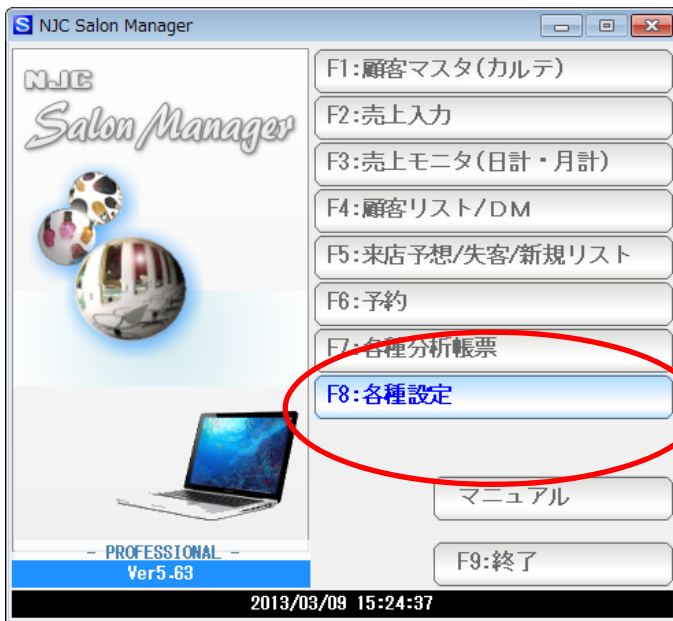 NJC Salon Manager
NJC
Salon Manager
F1:顧客マスタ(カルテ)
F2:売上入力
F3:売上モニタ(日計・月計)
F4:顧客リスト/DM
F5:来店予想/失客/新規リスト
F6:予約
F7:各種分析帳票
F8:各種設定
マニュアル
F9:終了
- PROFESSIONAL -
Ver5.63
2013/03/09 15:24:37